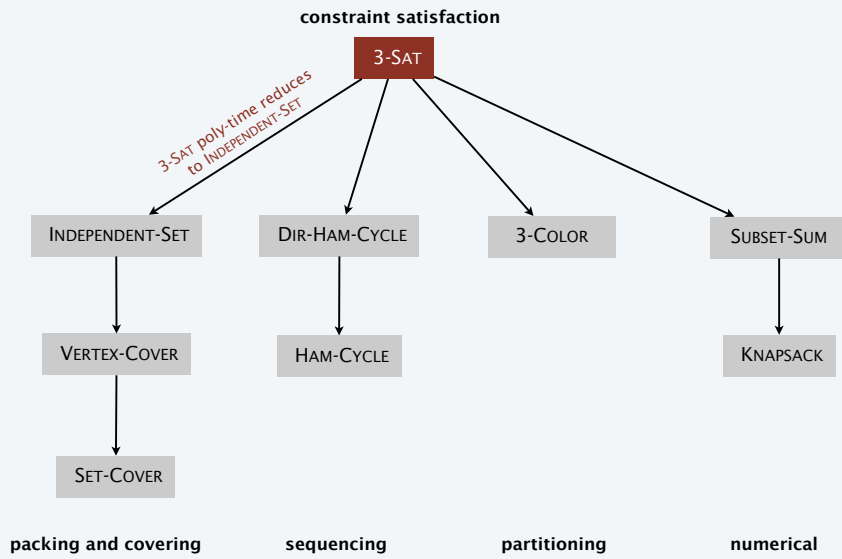 constraint satisfaction
3-SAT
3-SAT poly-time reduces
to INDEPENDENT-SET
INDEPENDENT-SET
DIR-HAM-CYCLE
3-COLOR
SUBSET-SUM
VERTEX-COVER
HAM-CYCLE
KNAPSACK
SET-COVER
packing and covering
sequencing
partitioning
numerical